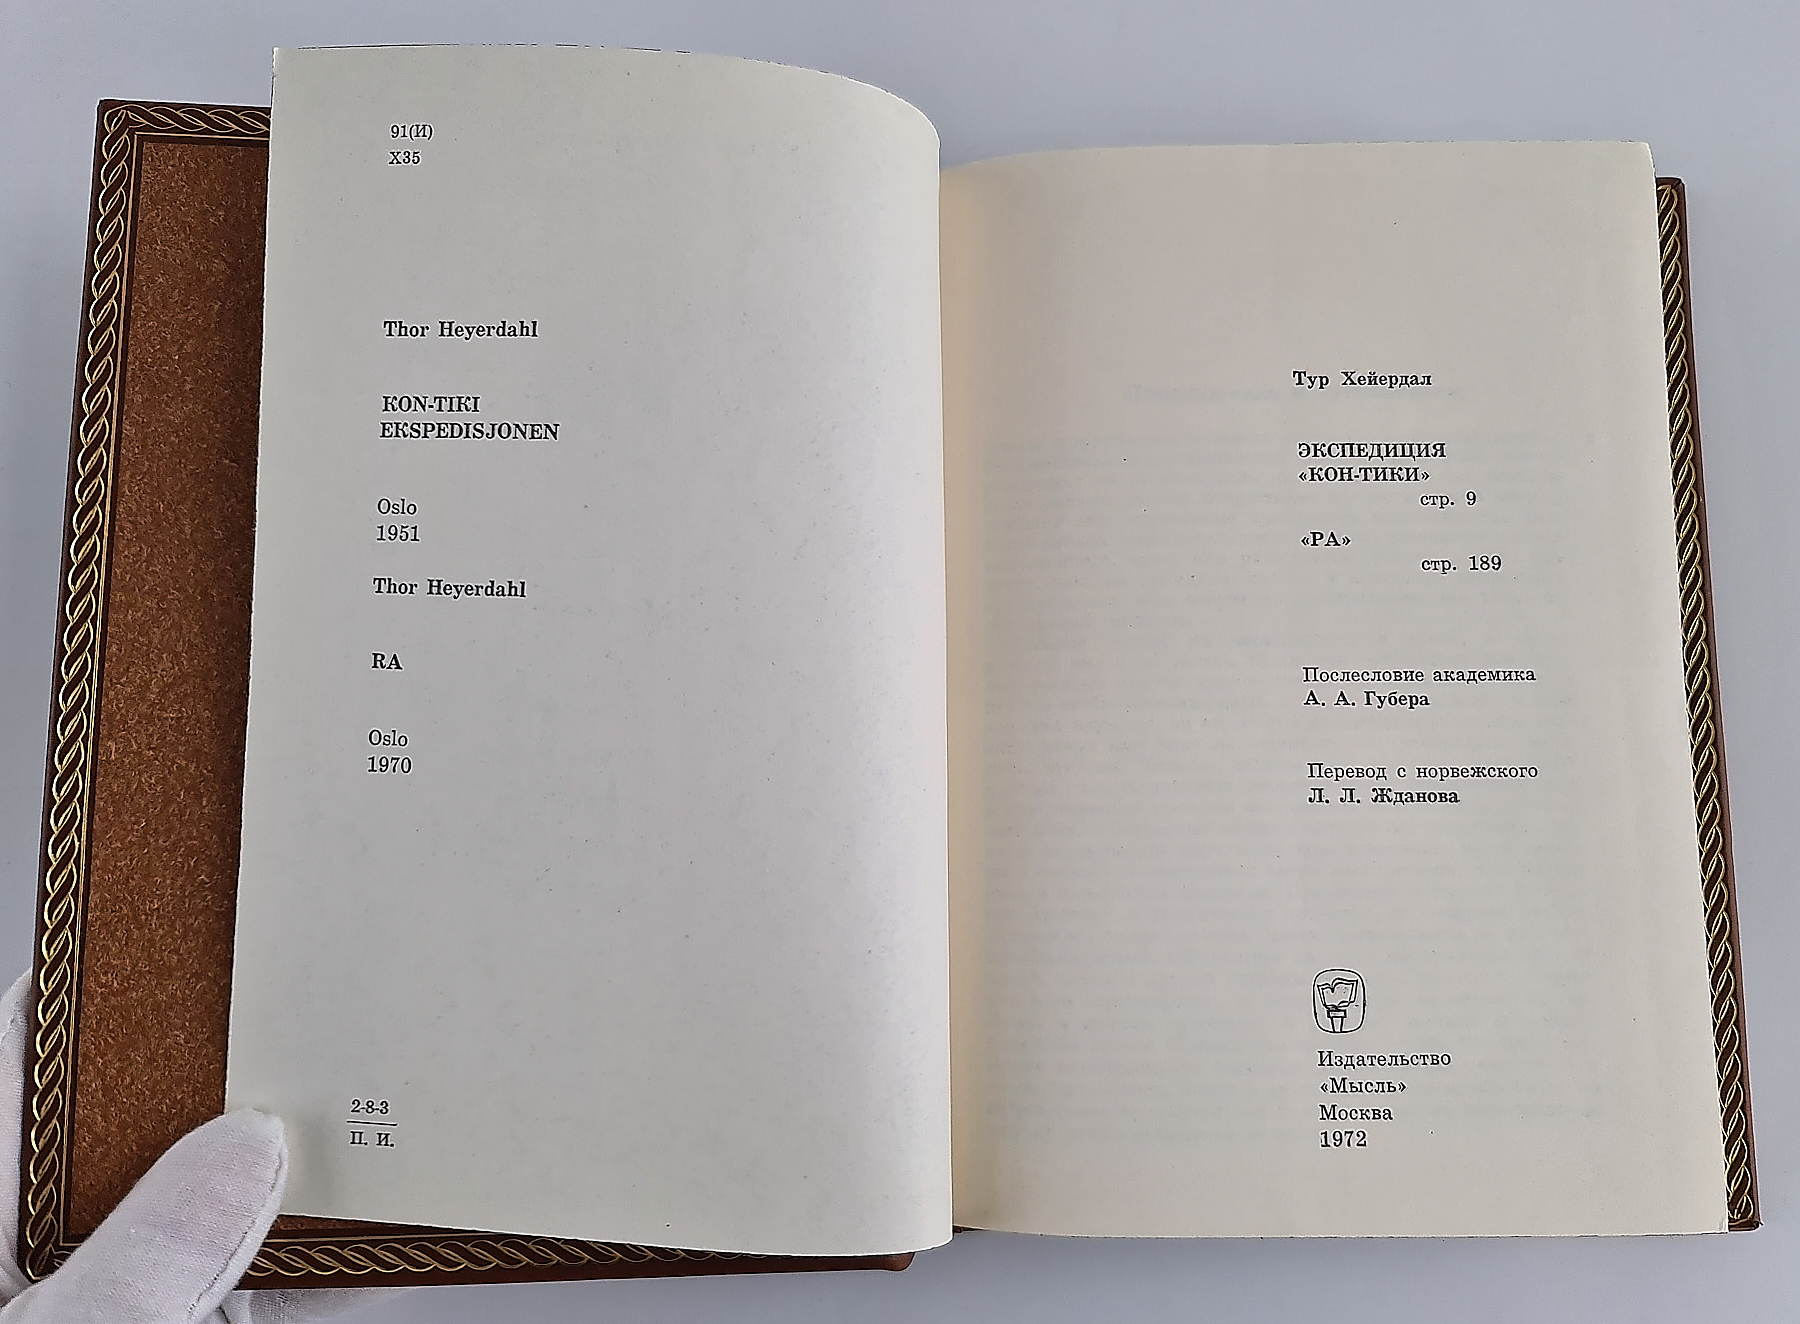 91(И)
Х35
Thor Heyerdahl
KON-TIKI
EKSPEDISJONEN
Oslo
1951
Thor Heyerdahl
RA
Oslo
1970
2-8-3
П. И.
Тур Хейердал
ЭКСПЕДИЦИЯ
«КОН-ТИКИ»
стр. 9
«РА»
стр. 189
Послесловие академика
А. А. Губера
Перевод с норвежского
Л. Л. Жданова
Издательство
«Мысль»
Москва
1972